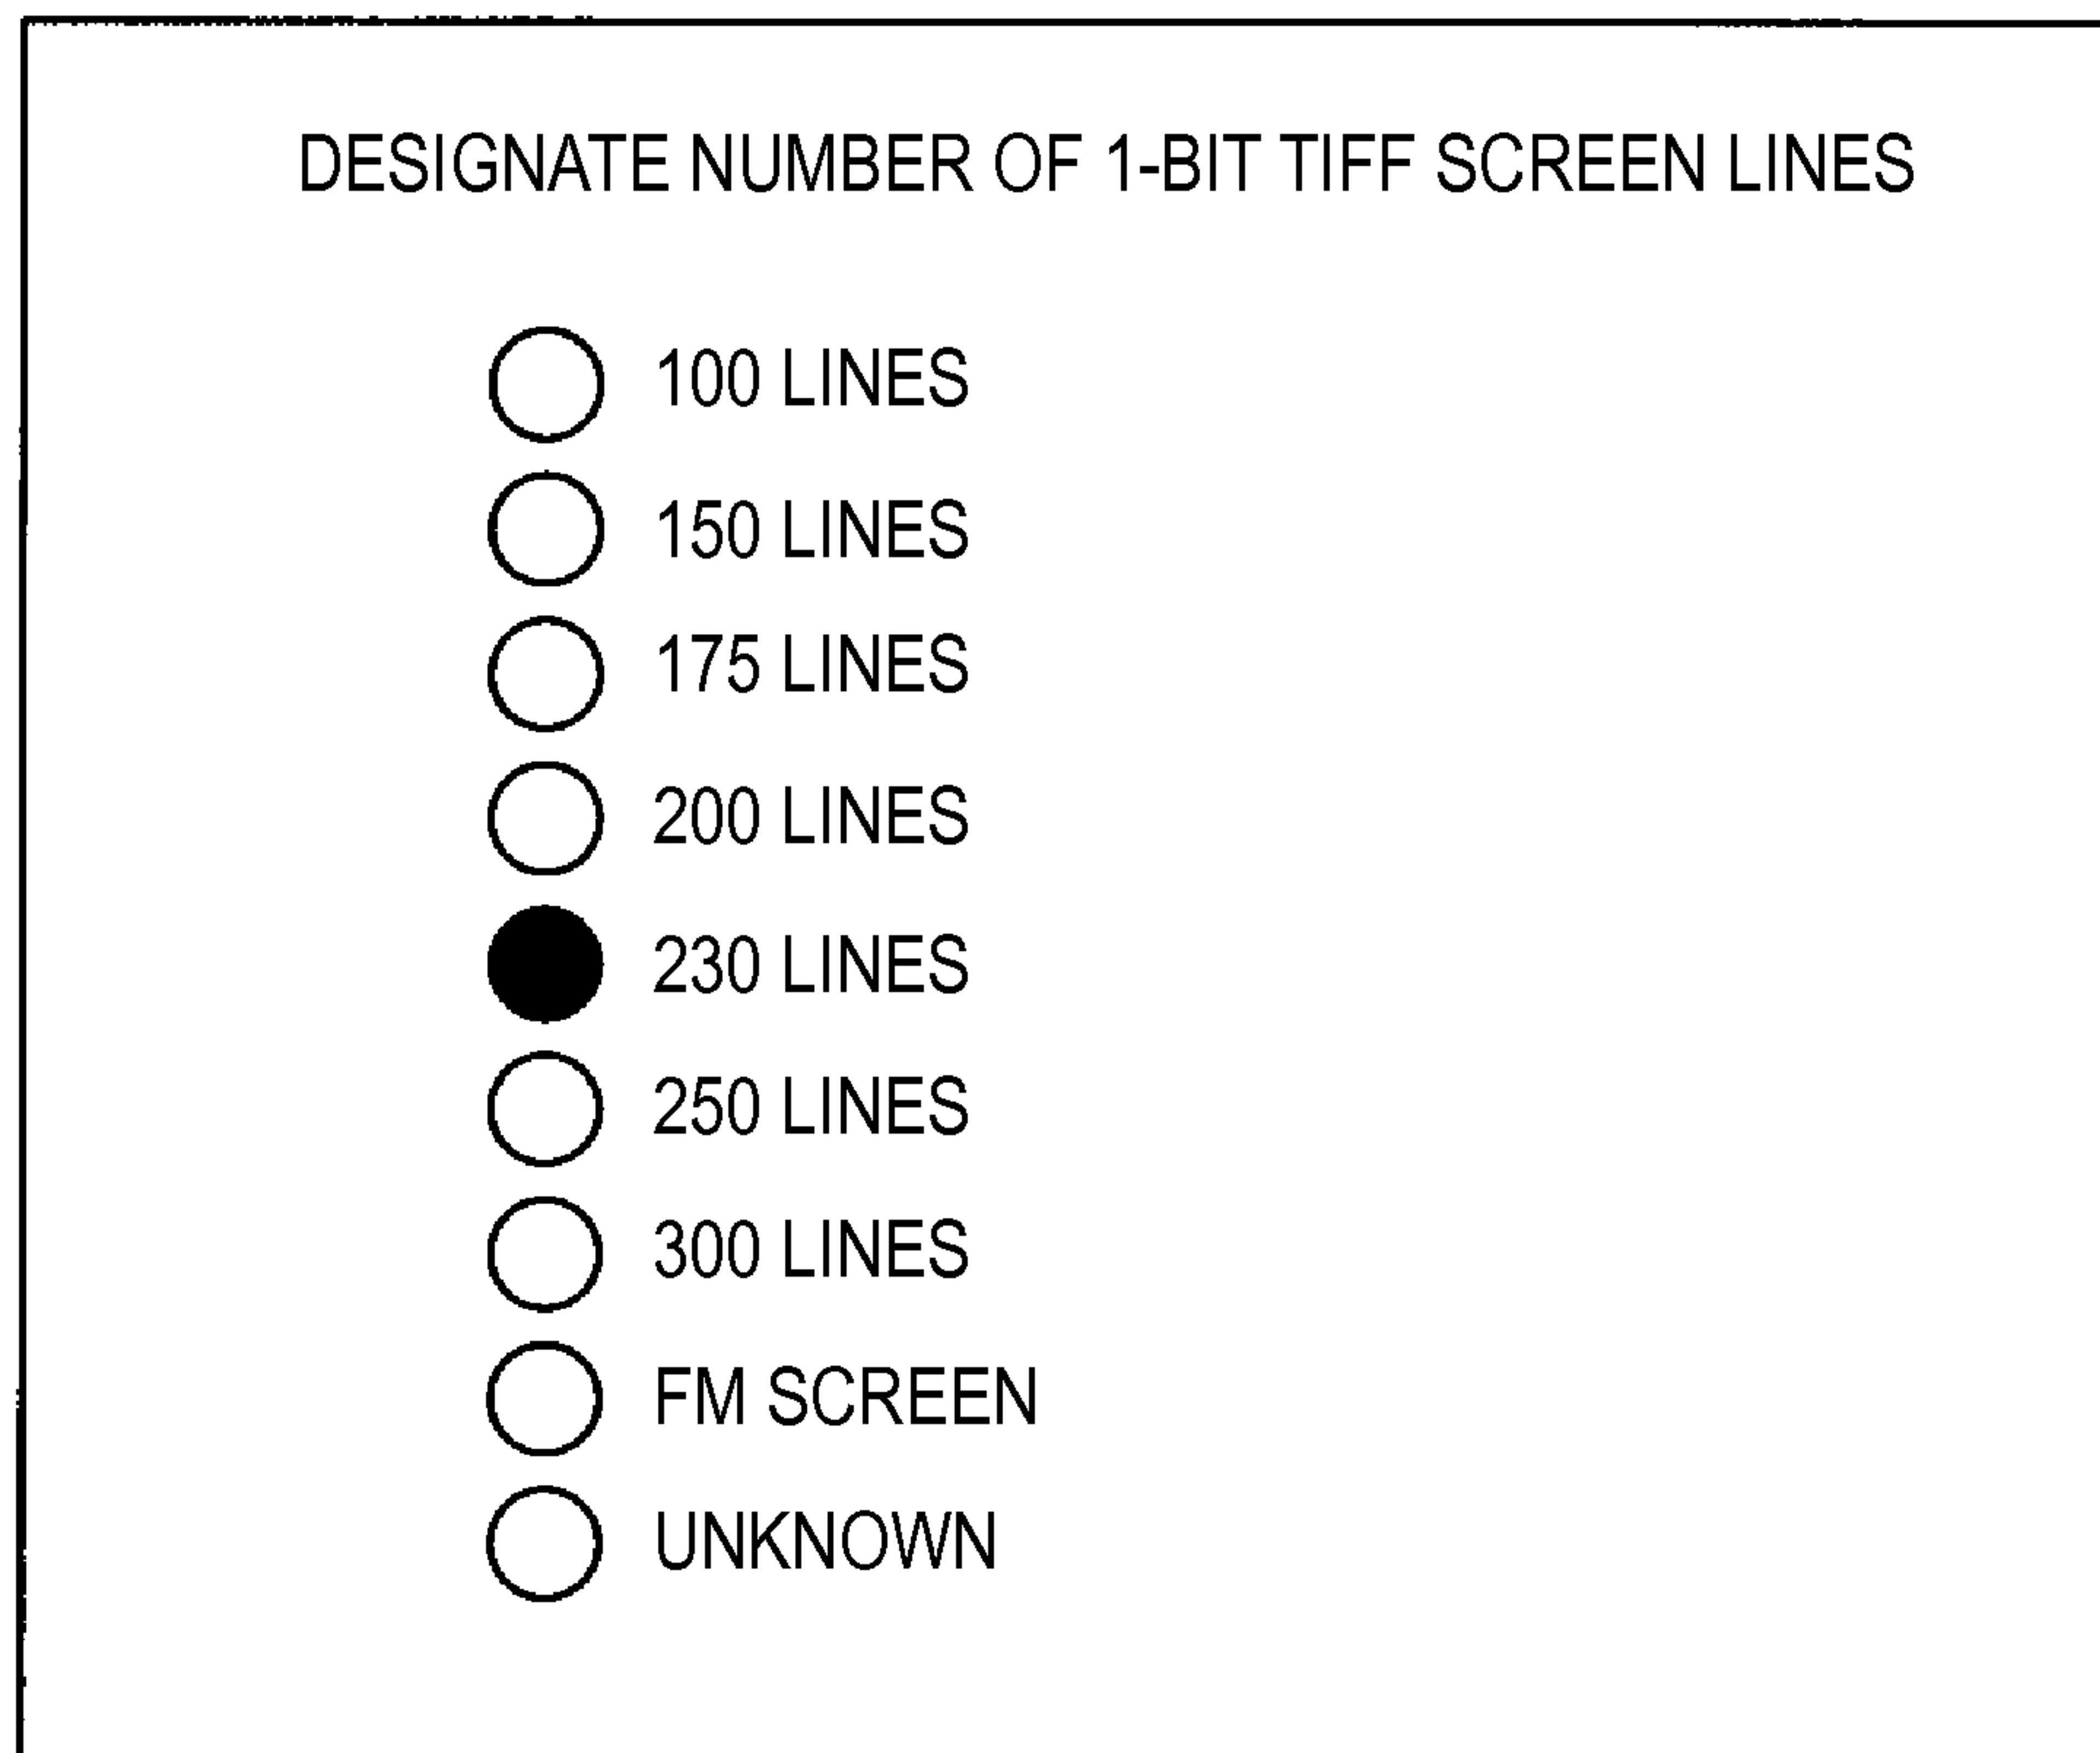 DESIGNATE NUMBER OF 1-BIT TIFF SCREEN LINES
100 LINES
150 LINES
175 LINES
200 LINES
230 LINES
250 LINES
300 LINES
FM SCREEN
UNKNOWN